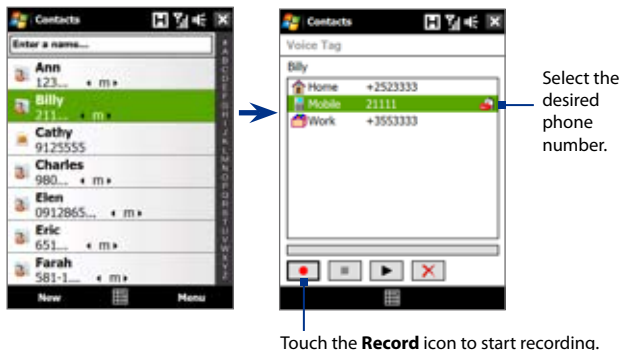 Contacts
Enter a name...
Ann
123... m
Billy
211... m
Cathy
9125555
Charles
980... m
Elen
0912865... m
Eric
651... m
Farah
581-1... m
New Menu
# A B C D E F G H I J K L M N O P Q R S T U V W X Y Z
Contacts
Voice Tag
Billy
Home +2523333
Mobile 21111
Work +3553333
Select the
desired
phone
number.
Touch the Record icon to start recording.